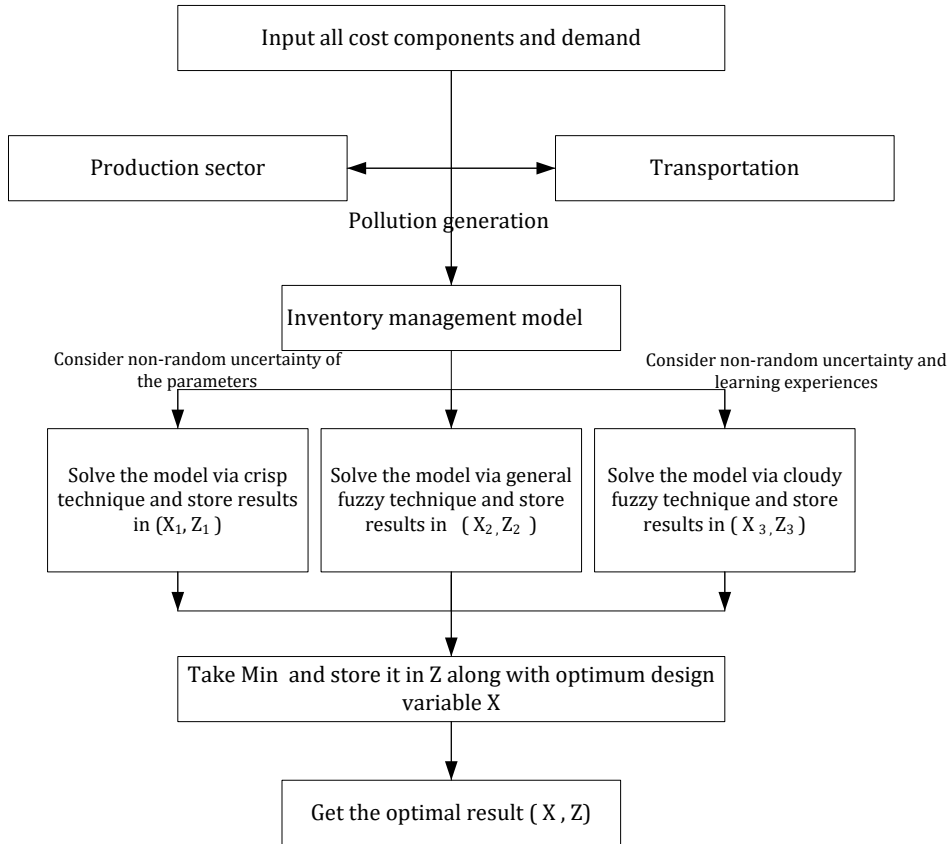 Input all cost components and demand
Production sector
Transportation
Pollution generation
Inventory management model
Consider non-random uncertainty of
the parameters
Consider non-random uncertainty and
learning experiences
Solve the model via crisp
technique and store results
in (X₁, Z₁ )
Solve the model via general
fuzzy technique and store
results in ( X₂, Z₂ )
Solve the model via cloudy
fuzzy technique and store
results in ( X ₃, Z₃ )
Take Min and store it in Z along with optimum design
variable X
Get the optimal result ( X , Z)